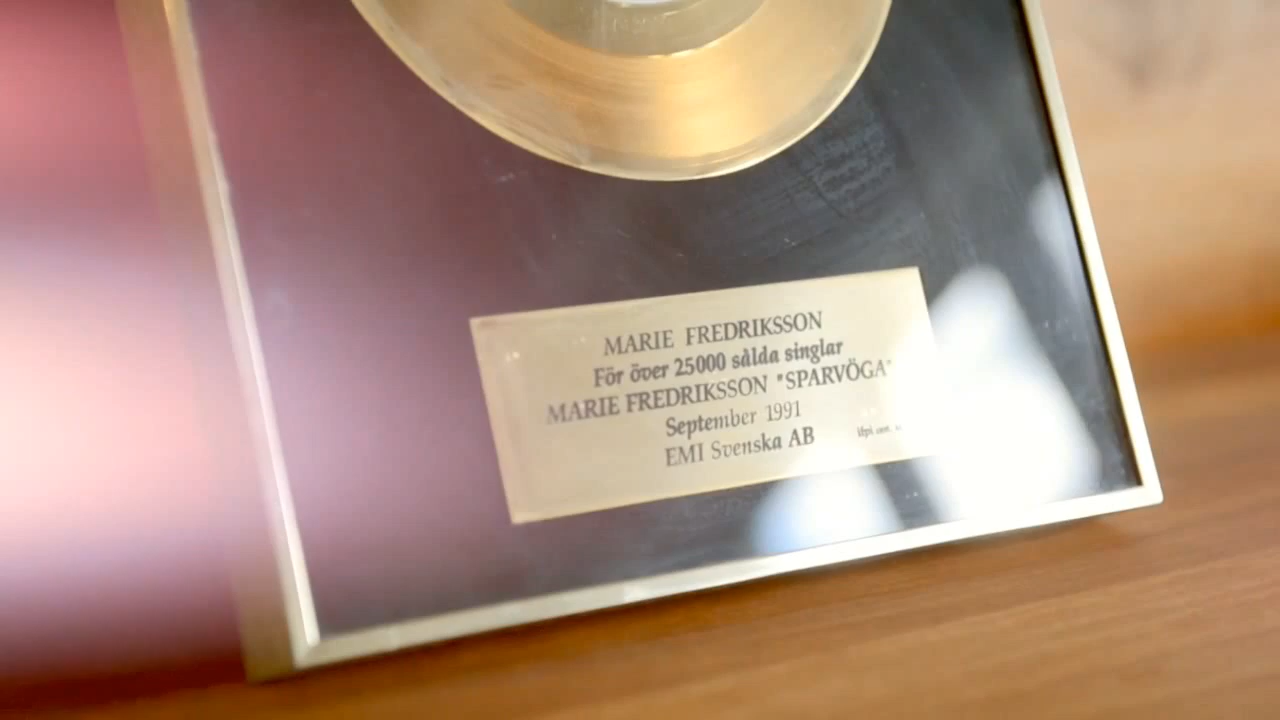 MARIE FREDRIKSSON
För över 25000 sålda singlar
MARIE FREDRIKSSON "SPARVÖGA"
September 1991
EMI Svenska AB